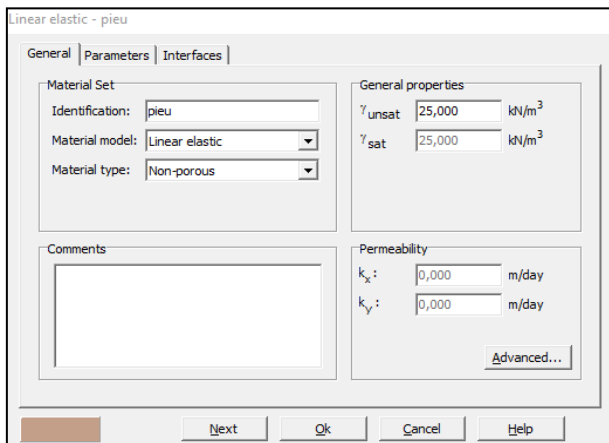 Linear elastic - pieu
General Parameters Interfaces
Material Set
Identification: pieu
Material model: Linear elastic
Material type: Non-porous
General properties
γunsat 25,000 kN/m³
γsat 25,000 kN/m³
Comments
Permeability
kx: 0,000 m/day
ky: 0,000 m/day
Advanced...
Next Ok Cancel Help